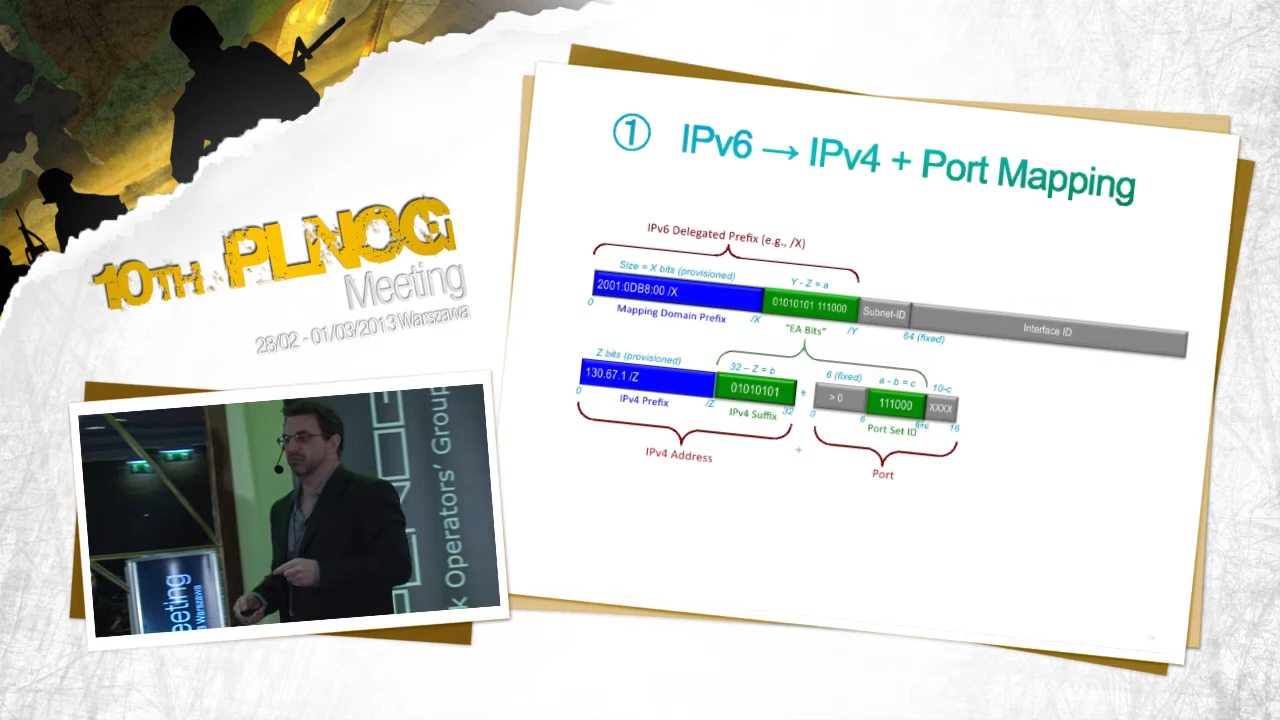 10TH PLNOG
Meeting
28/02 - 01/03/2013 Warszawa
① IPv6 → IPv4 + Port Mapping
IPv6 Delegated Prefix (e.g., /X)
Size = X bits (provisioned)
Y - Z = a
2001:0DB8:00 /X
01010101 111000
Subnet-ID
Interface ID
0
Mapping Domain Prefix
/X
"EA Bits"
/Y
64 (fixed)
Z bits (provisioned)
32 – Z = b
6 (fixed)
a - b = c
10-c
130.67.1 /Z
01010101
+
> 0
111000
XXXX
0
IPv4 Prefix
/Z
IPv4 Suffix
32
0
6
Port Set ID
6+c
16
IPv4 Address
+
Port
k Operators' Group
eeting
Warszawa